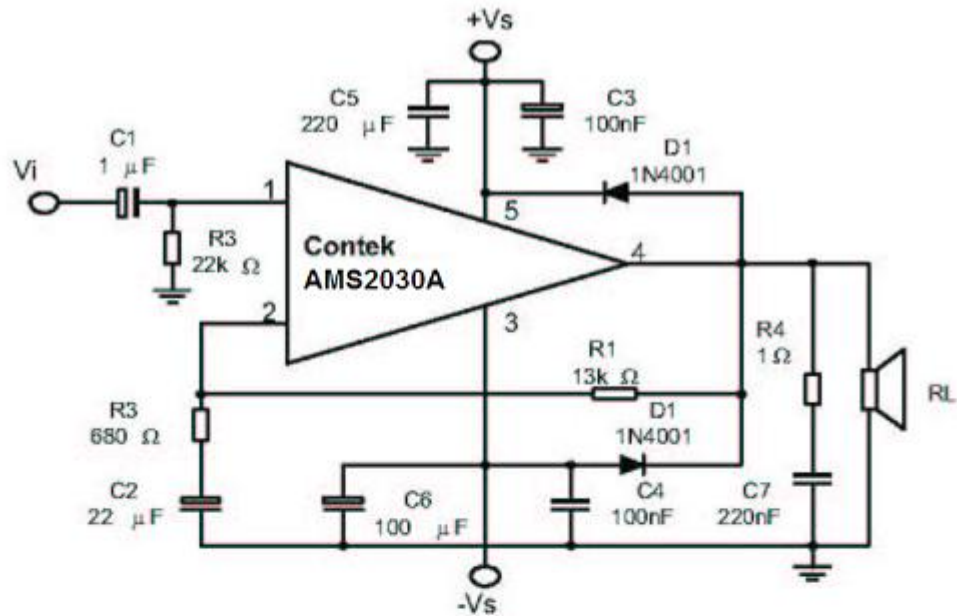 +Vs
C5
220 μF
C3
100nF
D1
1N4001
C1
1 μF
Vi
1
5
R3
22k Ω
Contek
AMS2030A
4
2
3
R1
13k Ω
R4
1Ω
RL
R3
680 Ω
D1
1N4001
C2
22 μF
C6
100 μF
C4
100nF
C7
220nF
-Vs